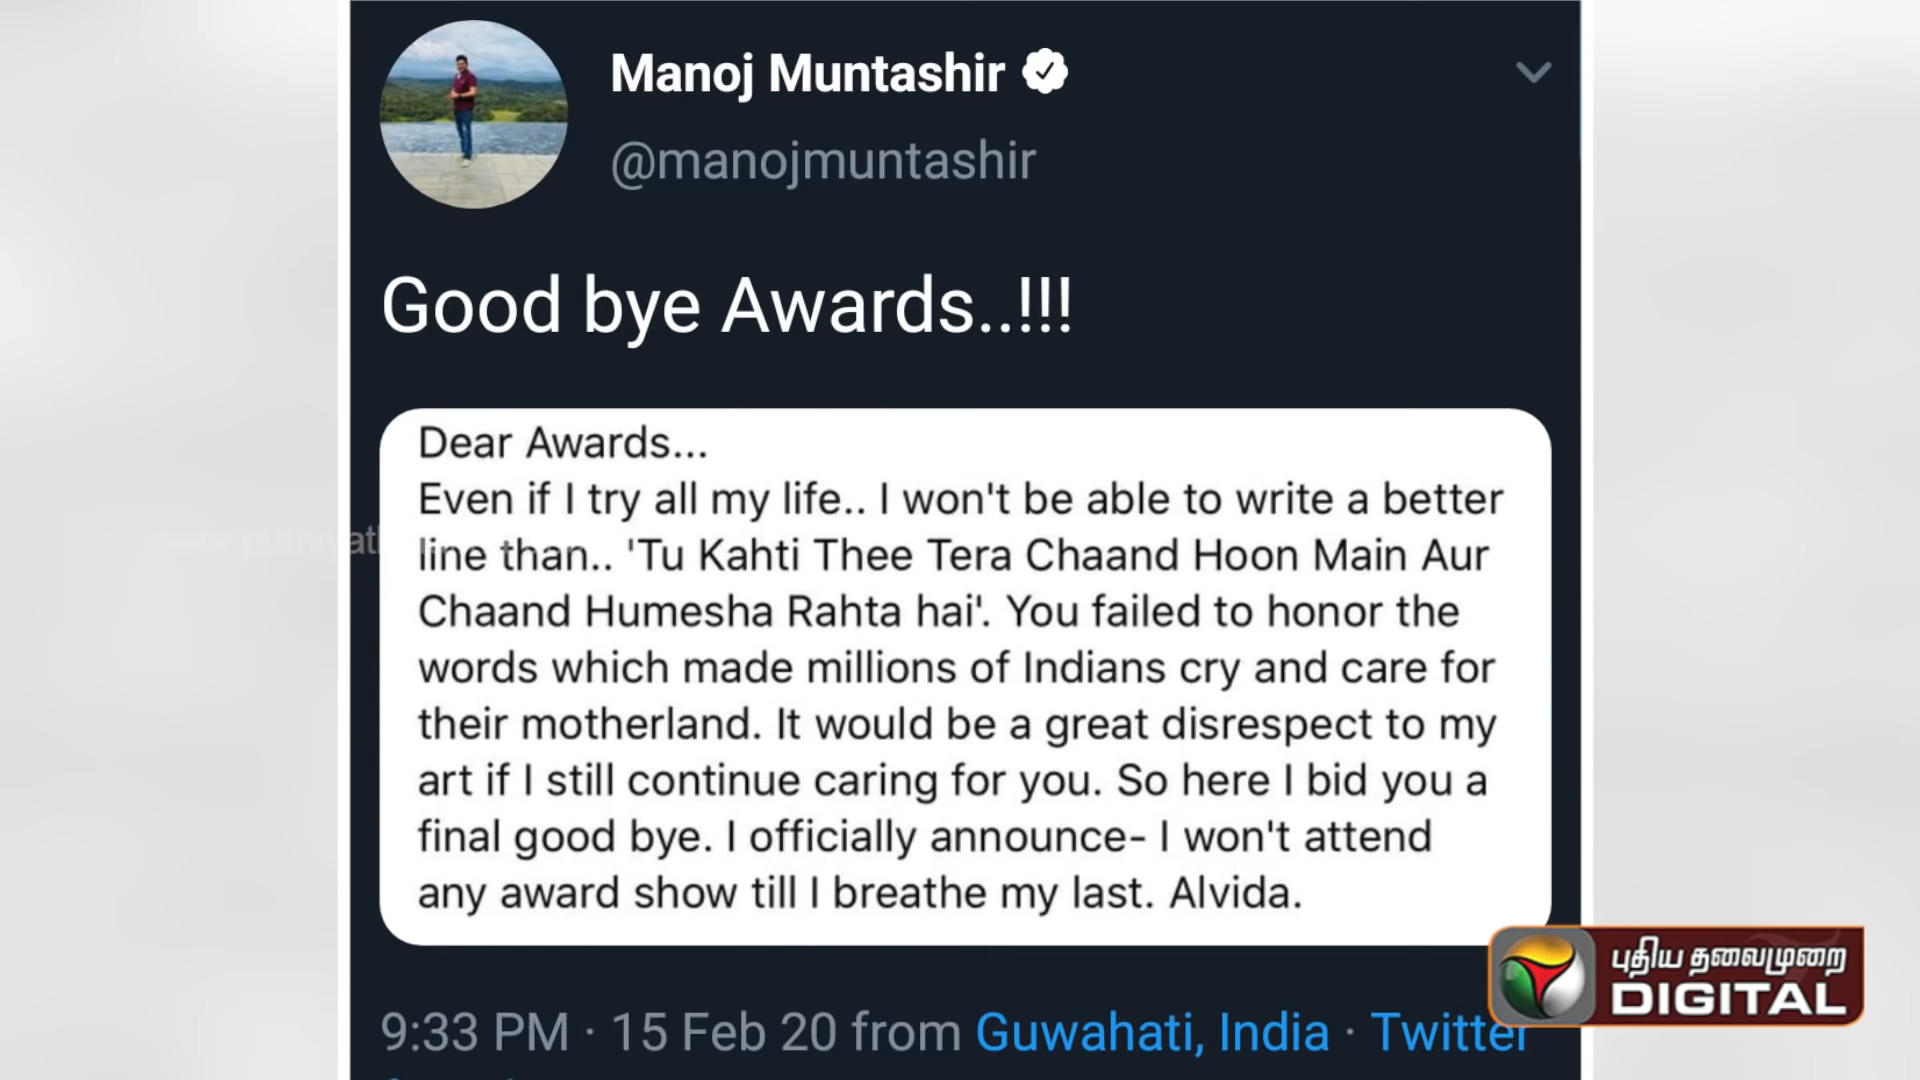 Manoj Muntashir
@manojmuntashir
Good bye Awards..!!!
Dear Awards...
Even if I try all my life.. I won't be able to write a better
line than.. 'Tu Kahti Thee Tera Chaand Hoon Main Aur
Chaand Humesha Rahta hai'. You failed to honor the
words which made millions of Indians cry and care for
their motherland. It would be a great disrespect to my
art if I still continue caring for you. So here I bid you a
final good bye. I officially announce- I won't attend
any award show till I breathe my last. Alvida.
புதிய தலைமுறை
DIGITAL
9:33 PM · 15 Feb 20 from Guwahati, India · Twitter